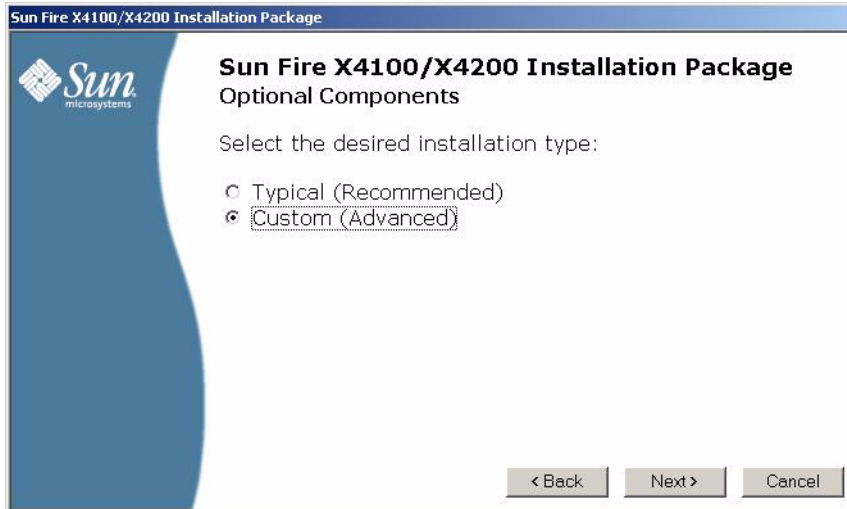 Sun Fire X4100/X4200 Installation Package
Sun
microsystems
Sun Fire X4100/X4200 Installation Package
Optional Components
Select the desired installation type:
Typical (Recommended)
Custom (Advanced)
< Back Next > Cancel